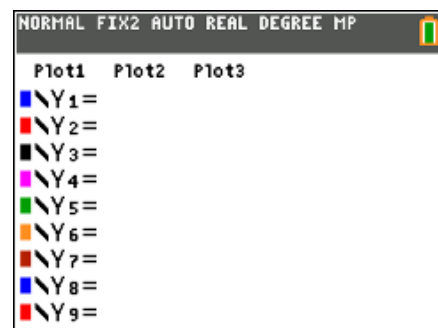 NORMAL FIX2 AUTO REAL DEGREE MP
Plot1 Plot2 Plot3
\Y1=
\Y2=
\Y3=
\Y4=
\Y5=
\Y6=
\Y7=
\Y8=
\Y9=